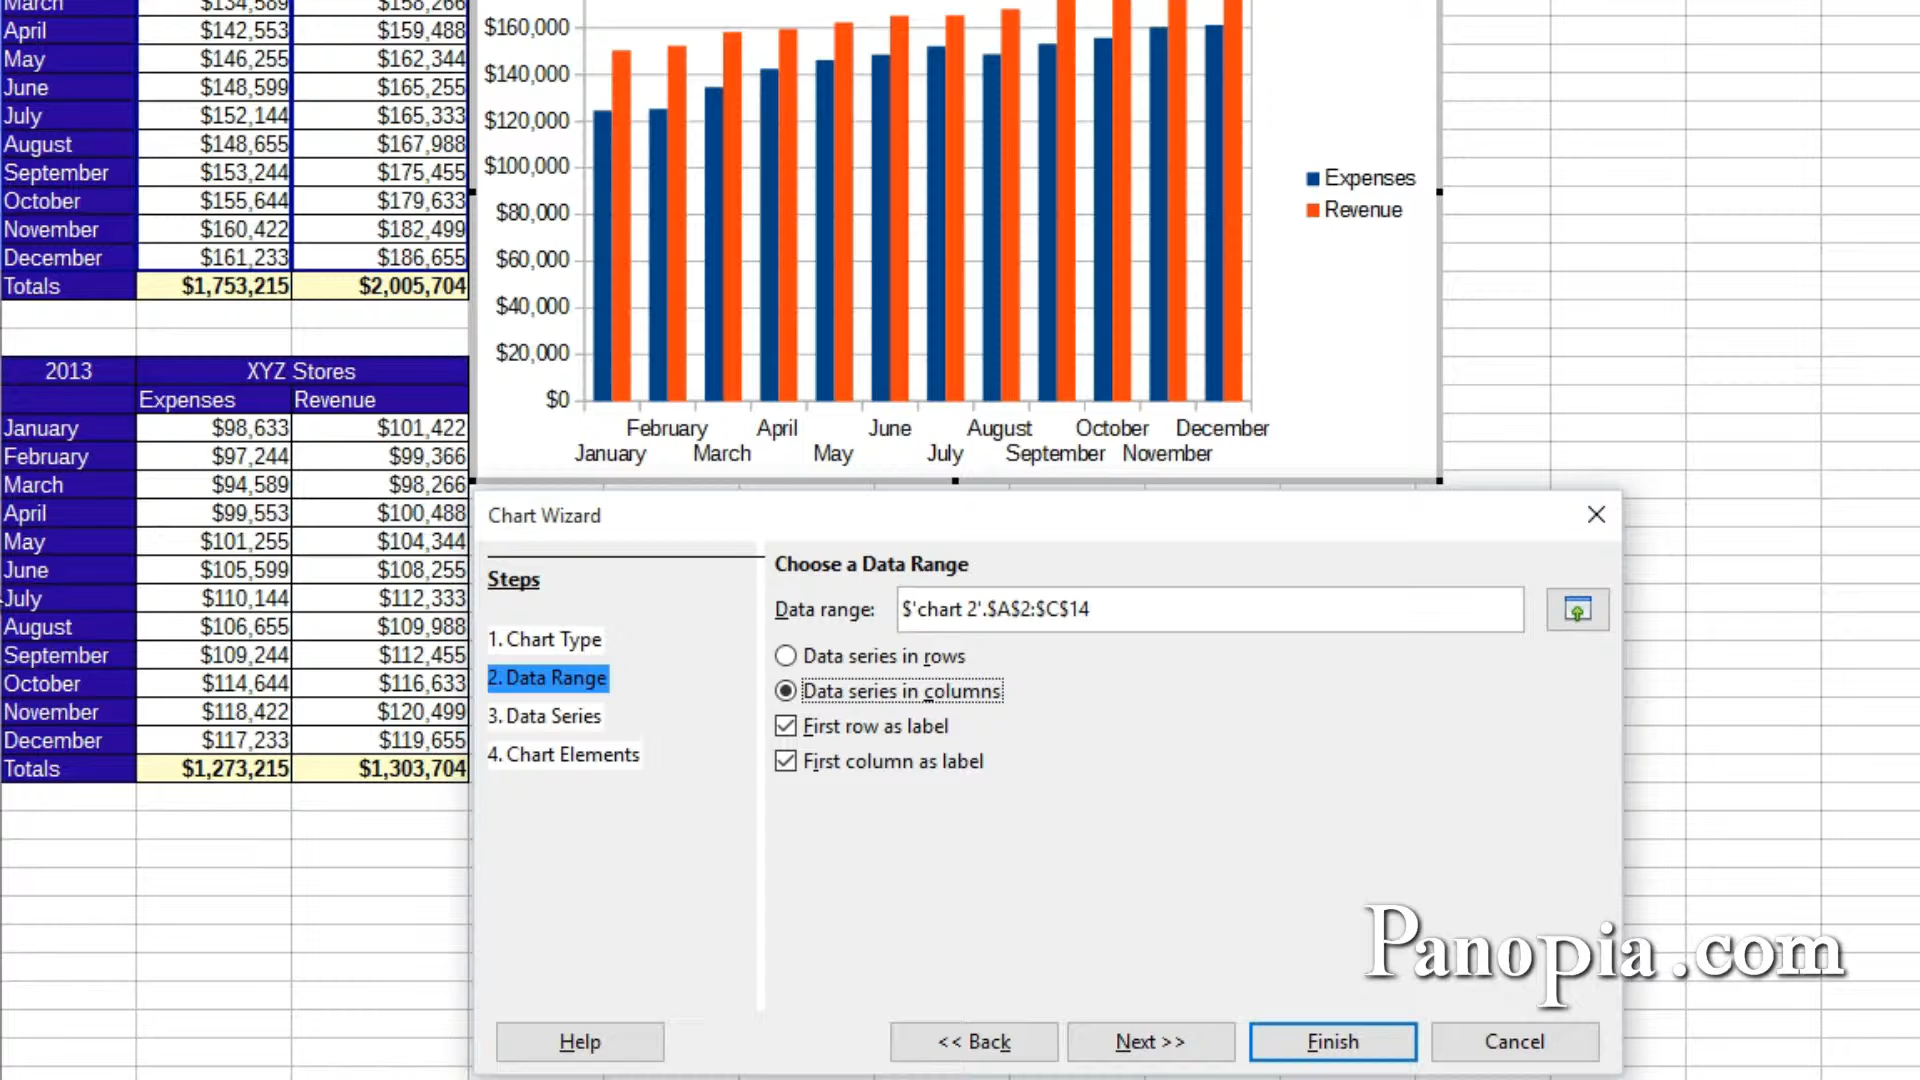 March $134,589 $158,266
April $142,553 $159,488
May $146,255 $162,344
June $148,599 $165,255
July $152,144 $165,333
August $148,655 $167,988
September $153,244 $175,455
October $155,644 $179,633
November $160,422 $182,499
December $161,233 $186,655
Totals $1,753,215 $2,005,704
2013 XYZ Stores
Expenses Revenue
January $98,633 $101,422
February $97,244 $99,366
March $94,589 $98,266
April $99,553 $100,488
May $101,255 $104,344
June $105,599 $108,255
July $110,144 $112,333
August $106,655 $109,988
September $109,244 $112,455
October $114,644 $116,633
November $118,422 $120,499
December $117,233 $119,655
Totals $1,273,215 $1,303,704
$160,000
$140,000
$120,000
$100,000
$80,000
$60,000
$40,000
$20,000
$0
February April June August October December
January March May July September November
Expenses
Revenue
Chart Wizard
Steps
1. Chart Type
2. Data Range
3. Data Series
4. Chart Elements
Choose a Data Range
Data range: $'chart 2'.$A$2:$C$14
Data series in rows
Data series in columns
First row as label
First column as label
Panopia.com
Help << Back Next >> Finish Cancel